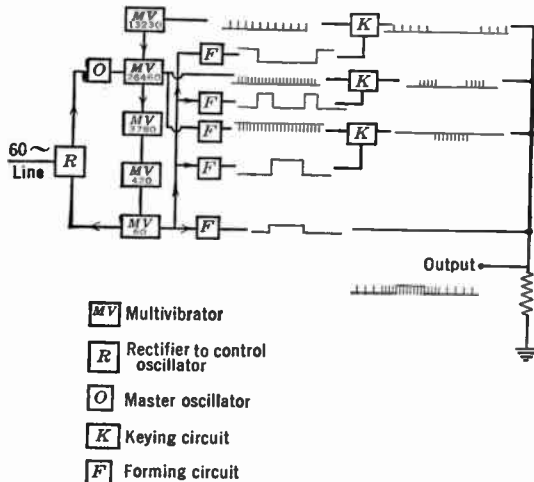 MV
13230
K
F
O
MV
26460
K
F
MV
3780
F
K
60~
Line
R
MV
420
F
MV
60
F
Output
MV Multivibrator
R Rectifier to control
oscillator
O Master oscillator
K Keying circuit
F Forming circuit